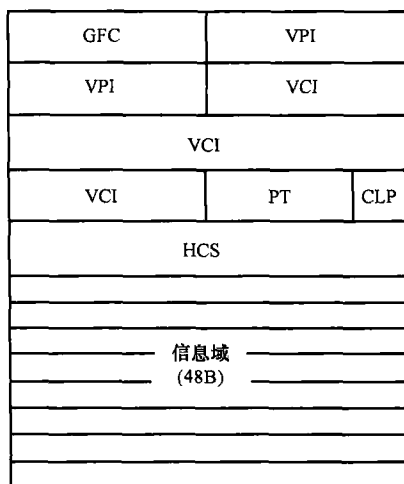 GFC VPI
VPI VCI
VCI
VCI PT CLP
HCS
信息域
(48B)